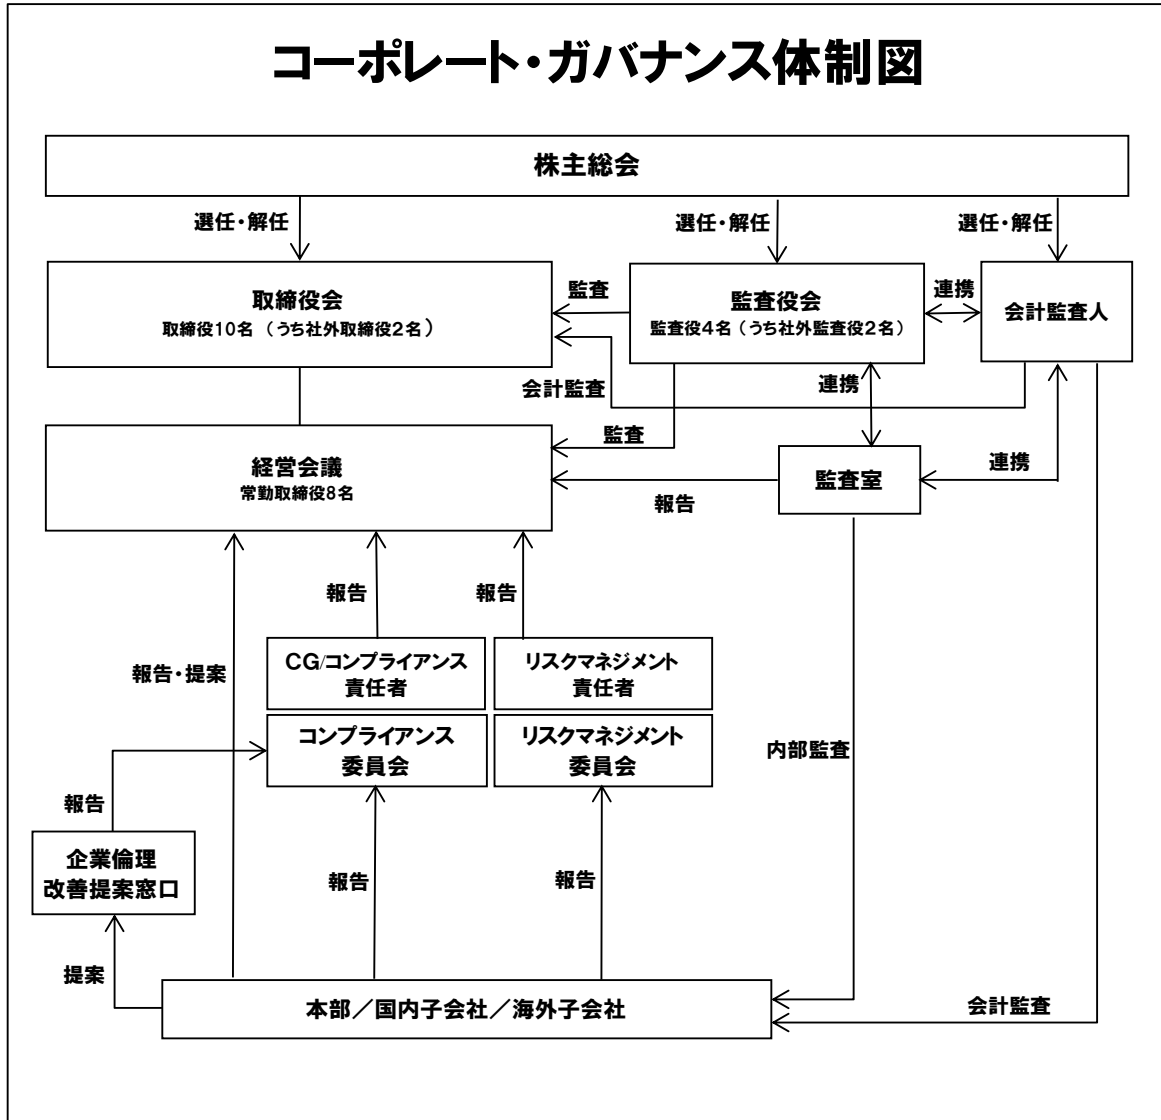 コーポレート・ガバナンス体制図
株主総会
選任・解任
選任・解任
選任・解任
取締役会
取締役10名（うち社外取締役2名）
監査
監査役会
監査役4名（うち社外監査役2名）
連携
会計監査人
会計監査
連携
監査
経営会議
常勤取締役8名
報告
監査室
連携
報告
報告
報告・提案
CG/コンプライアンス
責任者
リスクマネジメント
責任者
コンプライアンス
委員会
リスクマネジメント
委員会
内部監査
報告
企業倫理
改善提案窓口
報告
報告
提案
本部／国内子会社／海外子会社
会計監査